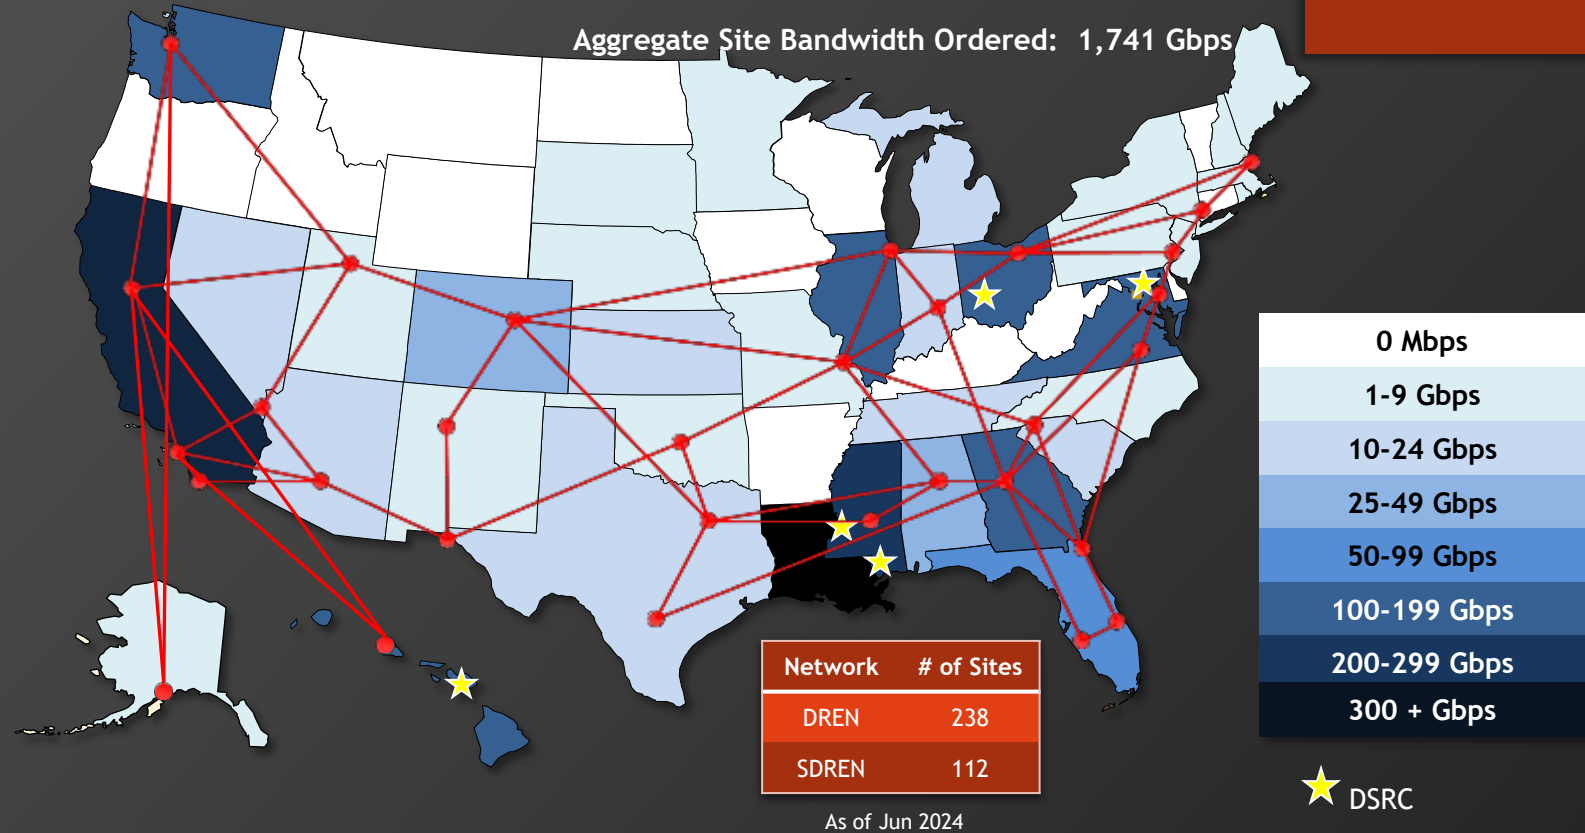 Aggregate Site Bandwidth Ordered: 1,741 Gbps
0 Mbps
1-9 Gbps
10-24 Gbps
25-49 Gbps
50-99 Gbps
100-199 Gbps
200-299 Gbps
300 + Gbps
Network # of Sites
DREN 238
SDREN 112
DSRC
As of Jun 2024